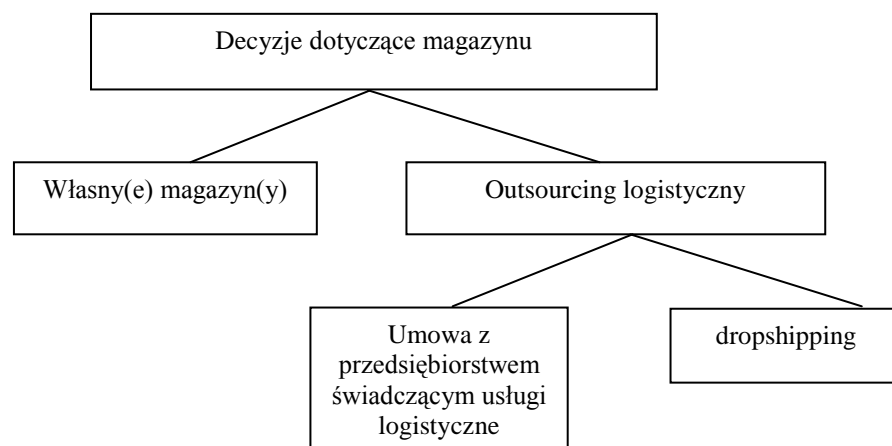 Decyzje dotyczące magazynu
Własny(e) magazyn(y)
Outsourcing logistyczny
Umowa z
przedsiębiorstwem
świadczącym usługi
logistyczne
dropshipping